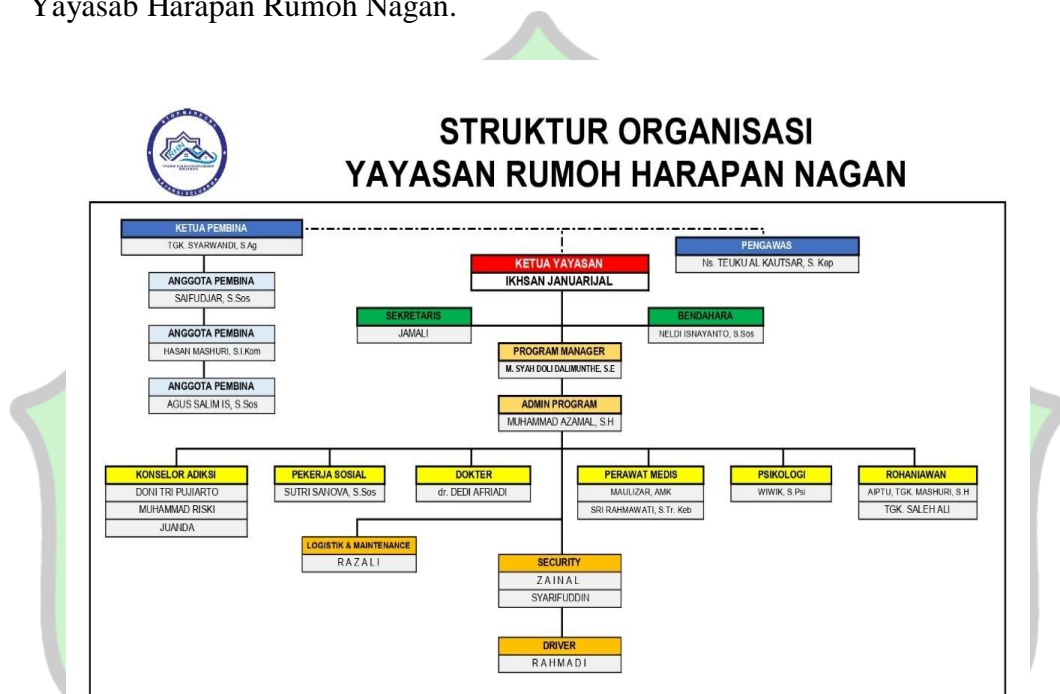 Yayasab Harapan Rumoh Nagan.
STRUKTUR ORGANISASI
YAYASAN RUMOH HARAPAN NAGAN
RHN
KETUA PEMBINA
TGK. SYARWANDI, S.Ag
PENGAWAS
Ns. TEUKU AL KAUTSAR, S. Kep
KETUA YAYASAN
IKHSAN JANUARIJAL
ANGGOTA PEMBINA
SAIFUDJAR, S.Sos
ANGGOTA PEMBINA
HASAN MASHURI, S.I.Kom
ANGGOTA PEMBINA
AGUS SALIM IS, S.Sos
SEKRETARIS
JAMALI
BENDAHARA
NELDI ISNAYANTO, S.Sos
PROGRAM MANAGER
M. SYAH DOLI DALIMUNTHE, S.E
ADMIN PROGRAM
MUHAMMAD AZAMAL, S.H
KONSELOR ADIKSI
DONI TRI PUJIARTO
MUHAMMAD RISKI
JUANDA
PEKERJA SOSIAL
SUTRI SANOVA, S.Sos
DOKTER
dr. DEDI AFRIADI
PERAWAT MEDIS
MAULIZAR, AMK
SRI RAHMAWATI, S.Tr. Keb
PSIKOLOGI
WIWIK, S.Psi
ROHANIAWAN
AIPTU, TGK. MASHURI, S.H
TGK. SALEH ALI
LOGISTIK & MAINTENANCE
RAZALI
SECURITY
ZAINAL
SYARIFUDDIN
DRIVER
RAHMADI